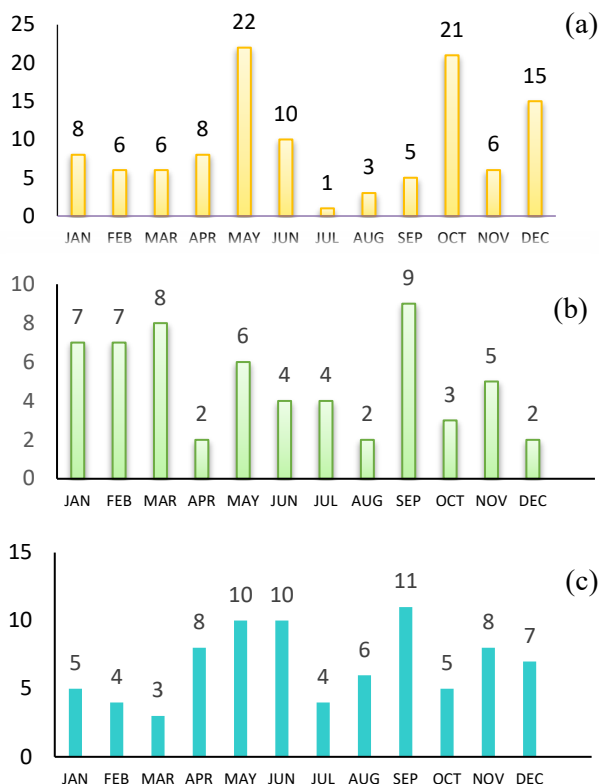 (a)
25
20
15
10
5
0
8 6 6 8 22 10 1 3 5 21 6 15
JAN FEB MAR APR MAY JUN JUL AUG SEP OCT NOV DEC
(b)
10
8
6
4
2
0
7 7 8 2 6 4 4 2 9 3 5 2
JAN FEB MAR APR MAY JUN JUL AUG SEP OCT NOV DEC
(c)
15
10
5
0
5 4 3 8 10 10 4 6 11 5 8 7
JAN FEB MAR APR MAY JUN JUL AUG SEP OCT NOV DEC